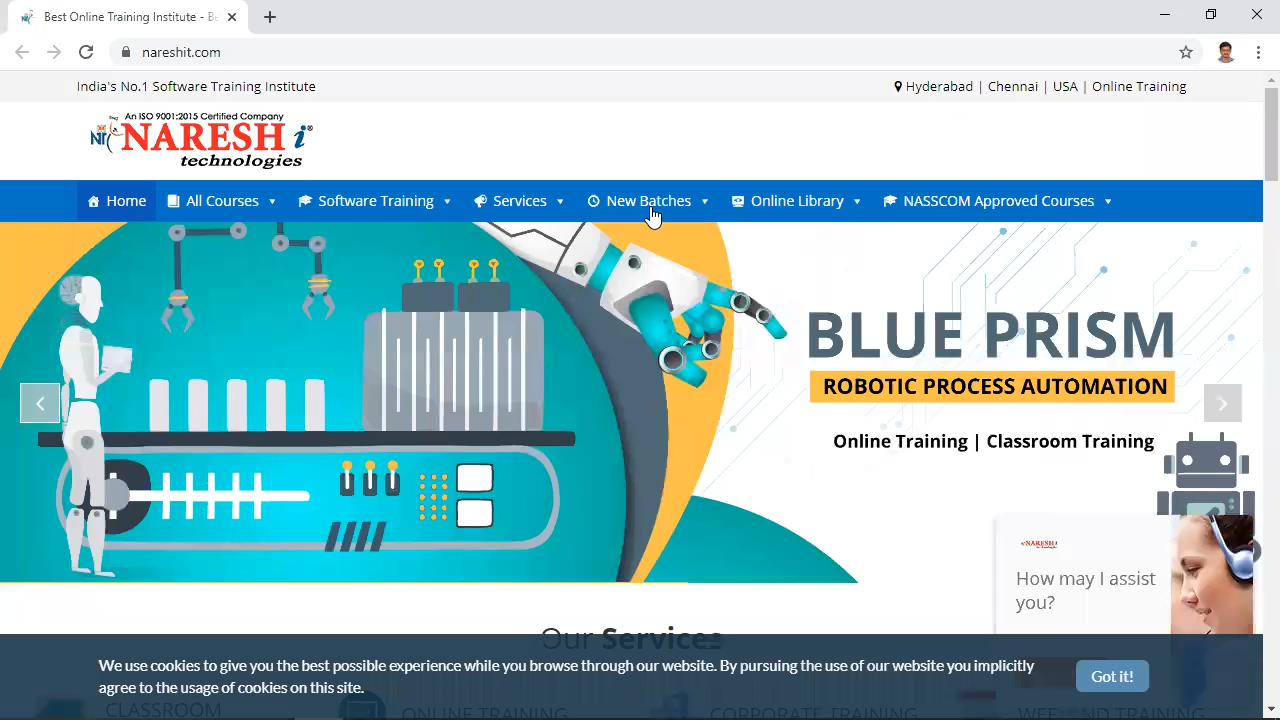 Best Online Training Institute - Be
nareshit.com
India's No.1 Software Training Institute
Hyderabad | Chennai | USA | Online Training
An ISO 9001:2015 Certified Company
NARESH i
technologies
Home
All Courses
Software Training
Services
New Batches
Online Library
NASSCOM Approved Courses
BLUE PRISM
ROBOTIC PROCESS AUTOMATION
Online Training | Classroom Training
NARESH i
How may I assist
you?
Our Services
We use cookies to give you the best possible experience while you browse through our website. By pursuing the use of our website you implicitly
agree to the usage of cookies on this site.
Got it!
CLASSROOM
ONLINE TRAINING
CORPORATE TRAINING
WEEKEND TRAINING